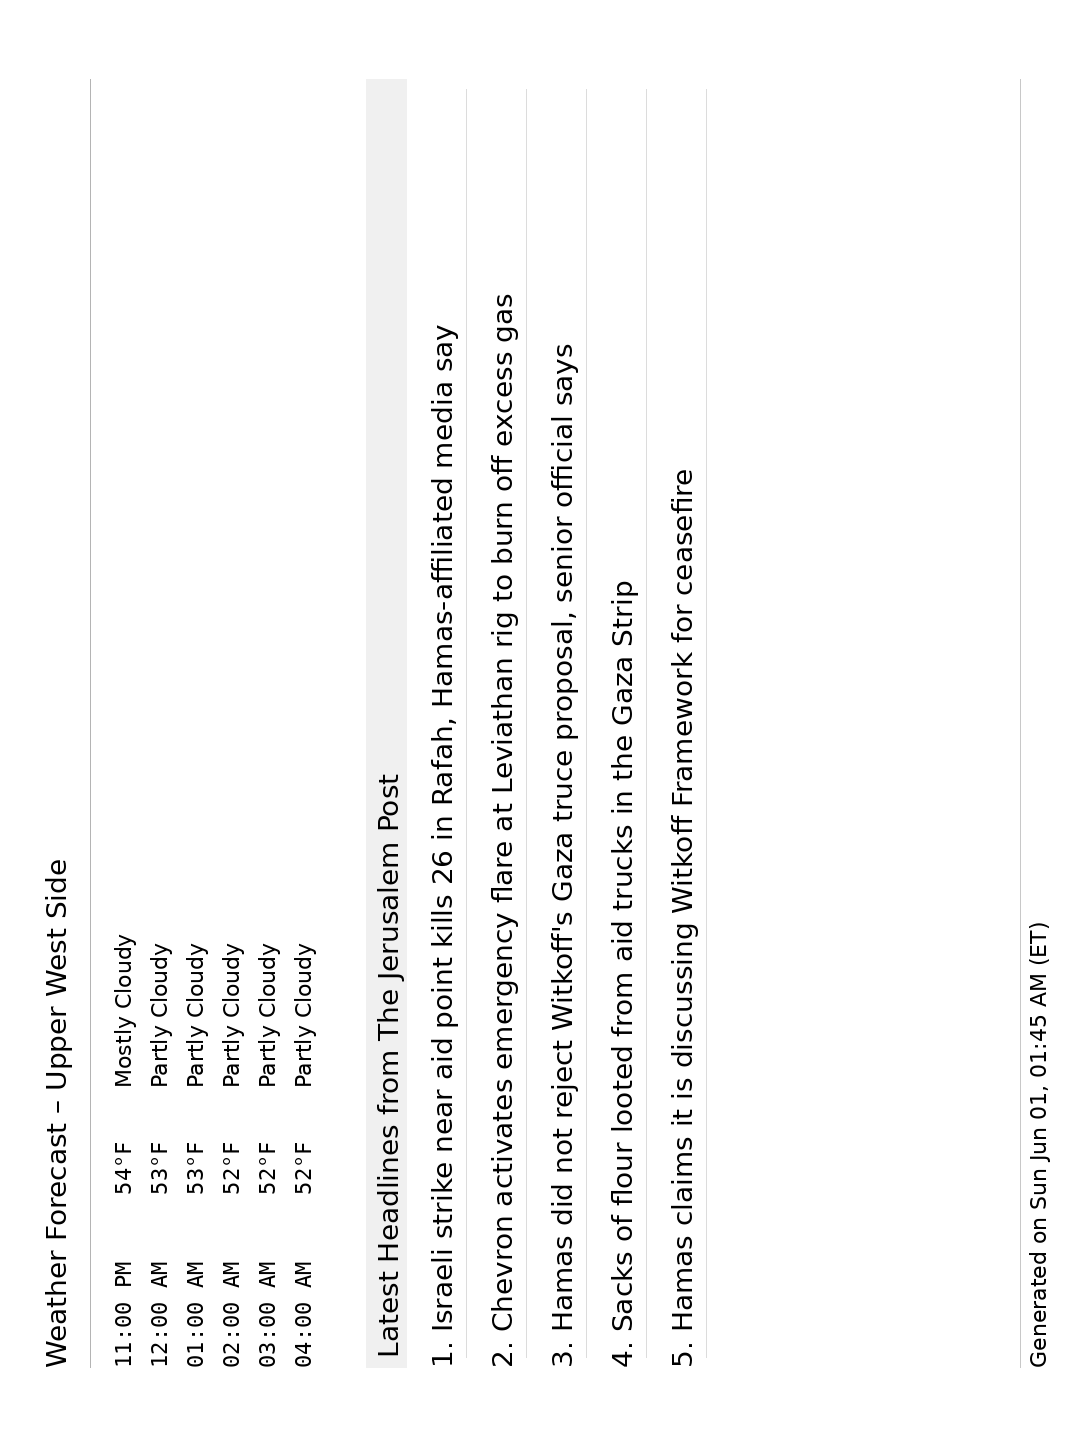 Weather Forecast – Upper West Side
11:00 PM 54°F Mostly Cloudy
12:00 AM 53°F Partly Cloudy
01:00 AM 53°F Partly Cloudy
02:00 AM 52°F Partly Cloudy
03:00 AM 52°F Partly Cloudy
04:00 AM 52°F Partly Cloudy
Latest Headlines from The Jerusalem Post
1. Israeli strike near aid point kills 26 in Rafah, Hamas-affiliated media say
2. Chevron activates emergency flare at Leviathan rig to burn off excess gas
3. Hamas did not reject Witkoff's Gaza truce proposal, senior official says
4. Sacks of flour looted from aid trucks in the Gaza Strip
5. Hamas claims it is discussing Witkoff Framework for ceasefire
Generated on Sun Jun 01, 01:45 AM (ET)